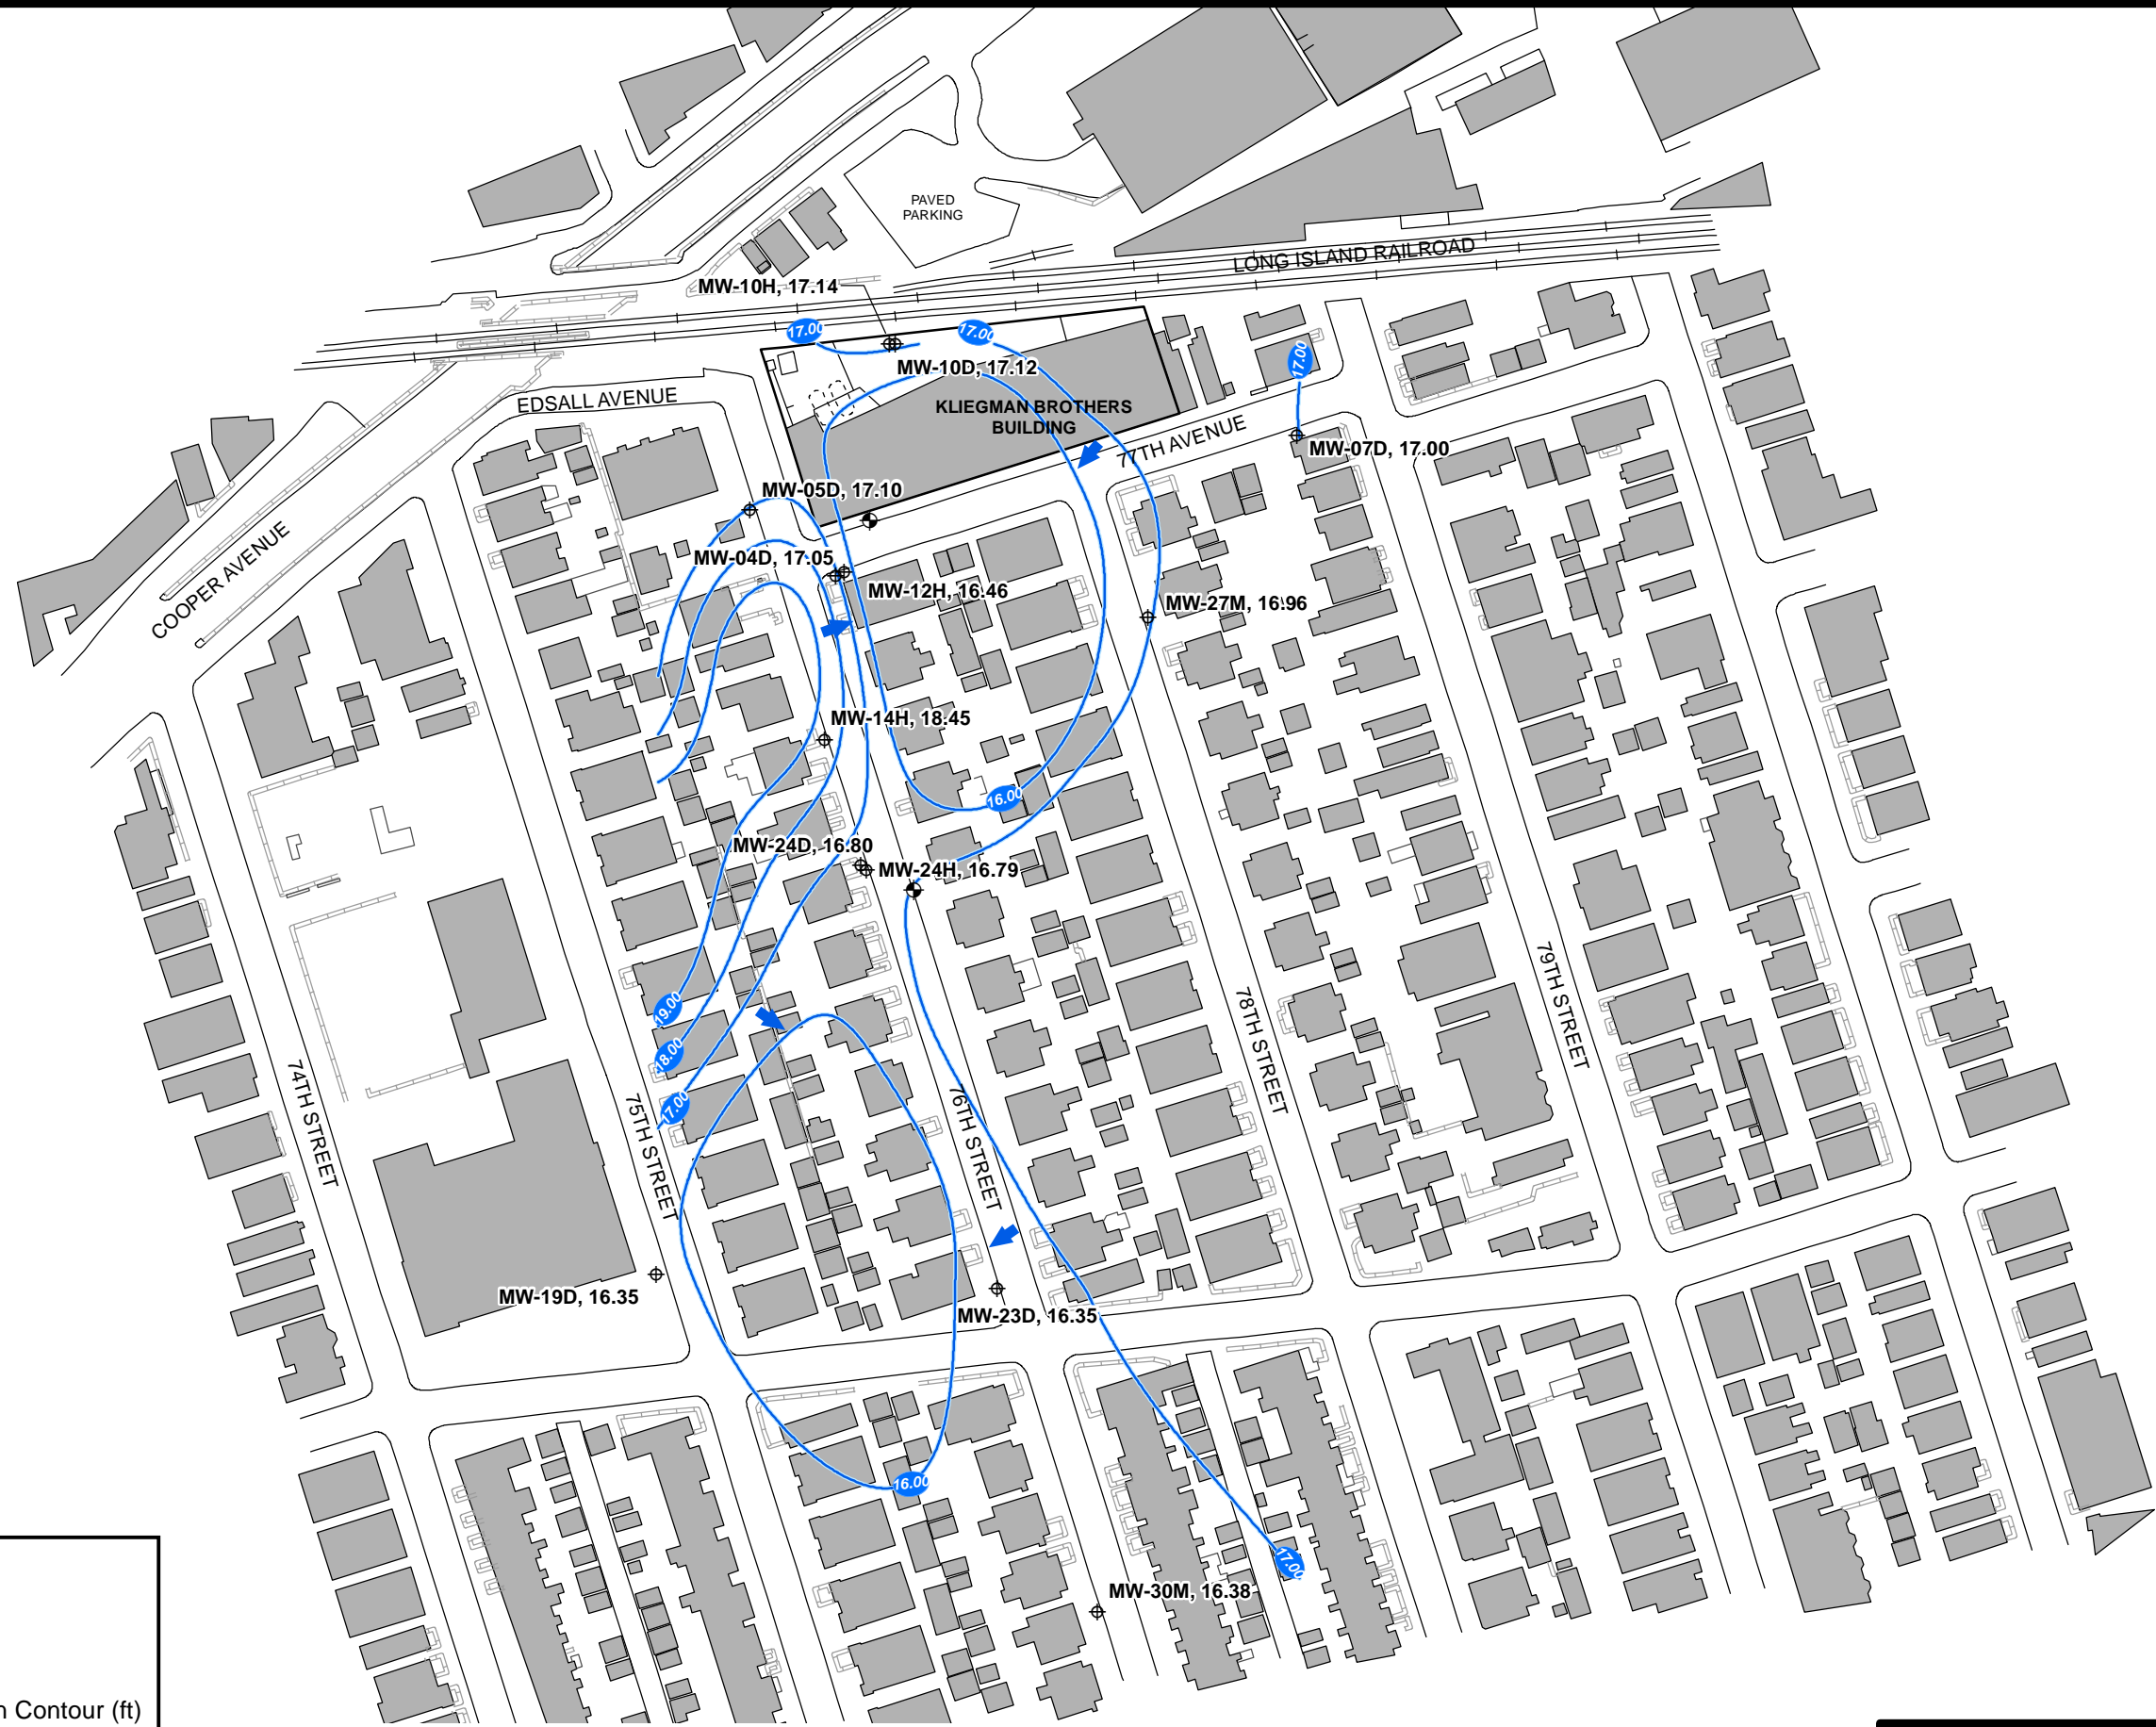 PAVED
PARKING
LONG ISLAND RAILROAD
MW-10H, 17.14
17.00
17.00
17.00
MW-10D, 17.12
EDSALL AVENUE
KLIEGMAN BROTHERS
BUILDING
77TH AVENUE
MW-07D, 17.00
MW-05D, 17.10
COOPER AVENUE
MW-04D, 17.05
MW-12H, 16.46
MW-27M, 16.96
MW-14H, 18.45
16.00
MW-24D, 16.80
MW-24H, 16.79
19.00
18.00
17.00
74TH STREET
75TH STREET
76TH STREET
78TH STREET
79TH STREET
MW-19D, 16.35
MW-23D, 16.35
16.00
17.00
MW-30M, 16.38
n Contour (ft)